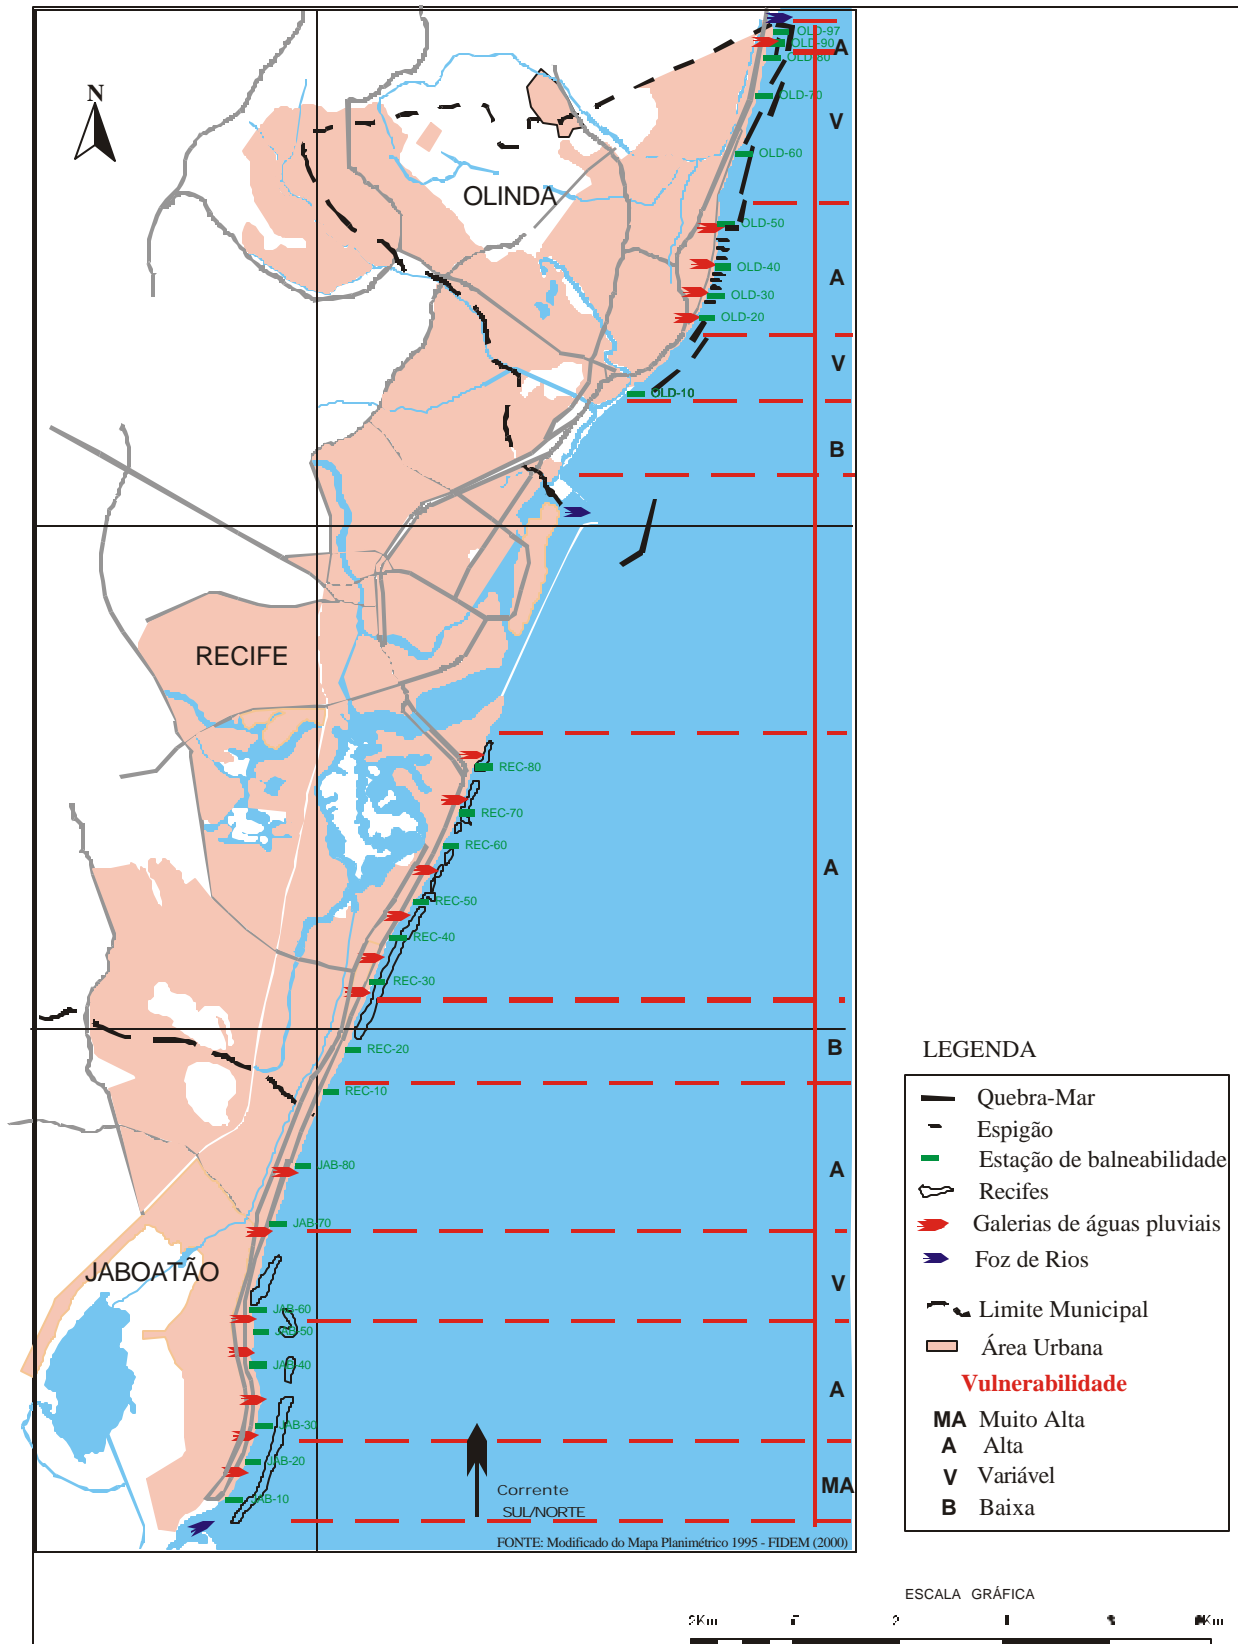 OLD-97
OLD-90
A
OLD-80
N
OLD-70
V
OLD-60
OLINDA
OLD-50
OLD-40
A
OLD-30
OLD-20
V
OLD-10
B
RECIFE
REC-80
REC-70
REC-60
A
REC-50
REC-40
REC-30
B
REC-20
REC-10
JAB-80
A
JAB-70
JABOATÃO
V
JAB-60
JAB-50
JAB-40
A
JAB-30
JAB-20
MA
JAB-10
Corrente
SUL/NORTE
FONTE: Modificado do Mapa Planimétrico 1995 - FIDEM (2000)
LEGENDA
Quebra-Mar
Espigão
Estação de balneabilidade
Recifes
Galerias de águas pluviais
Foz de Rios
Limite Municipal
Área Urbana
Vulnerabilidade
MA Muito Alta
A Alta
V Variável
B Baixa
ESCALA GRÁFICA